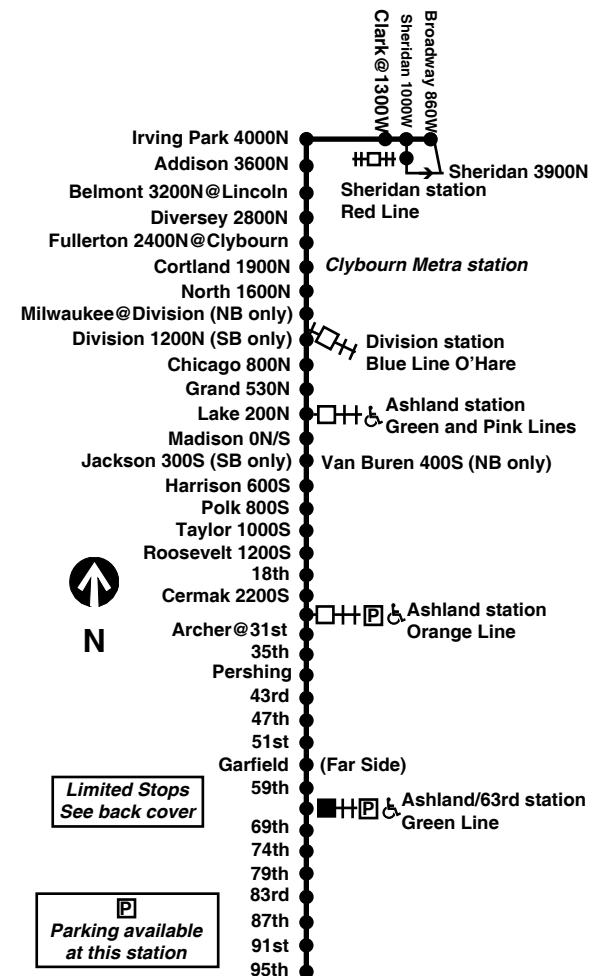 Clark@1300W
Sheridan 1000W
Broadway 860W
Irving Park 4000N
Addison 3600N
Sheridan 3900N
Sheridan station
Red Line
Belmont 3200N@Lincoln
Diversey 2800N
Fullerton 2400N@Clybourn
Cortland 1900N
Clybourn Metra station
North 1600N
Milwaukee@Division (NB only)
Division 1200N (SB only)
Division station
Blue Line O'Hare
Chicago 800N
Grand 530N
Lake 200N
Ashland station
Green and Pink Lines
Madison 0N/S
Jackson 300S (SB only)
Van Buren 400S (NB only)
Harrison 600S
Polk 800S
Taylor 1000S
Roosevelt 1200S
18th
Cermak 2200S
N
P
Ashland station
Orange Line
Archer@31st
35th
Pershing
43rd
47th
51st
Garfield
(Far Side)
59th
Limited Stops
See back cover
P
Ashland/63rd station
Green Line
69th
74th
79th
83rd
87th
91st
95th
P
Parking available
at this station